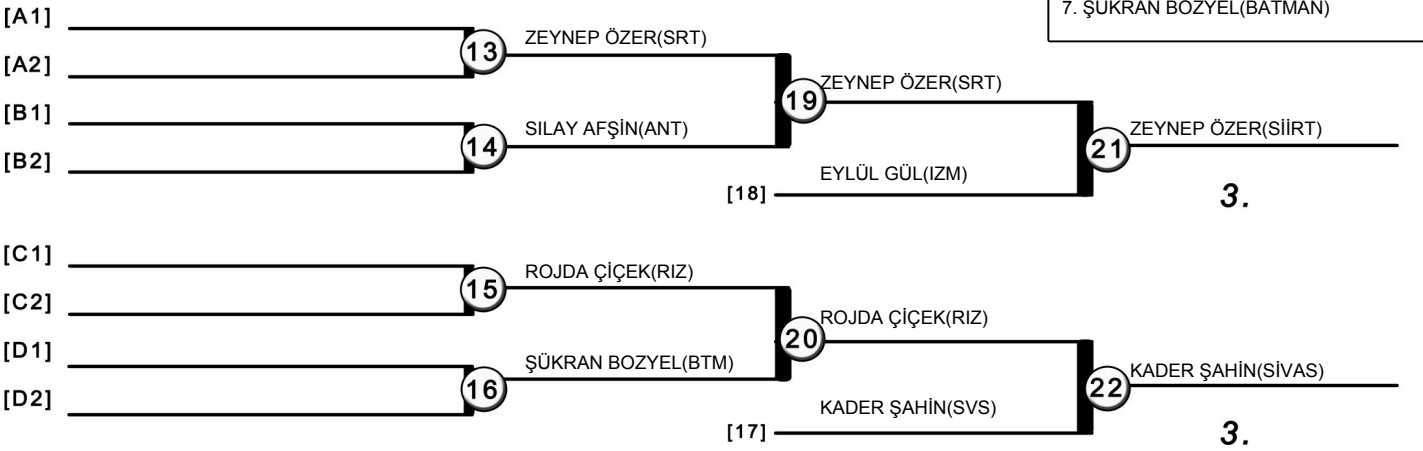 7. ŞÜKRAN BOZYEL(BATMAN)
[A1]
13
ZEYNEP ÖZER(SRT)
[A2]
19
ZEYNEP ÖZER(SRT)
[B1]
14
SILAY AFŞİN(ANT)
21
ZEYNEP ÖZER(SİİRT)
[B2]
EYLÜL GÜL(IZM)
[18]
3.
[C1]
15
ROJDA ÇİÇEK(RIZ)
[C2]
20
ROJDA ÇİÇEK(RIZ)
[D1]
16
ŞÜKRAN BOZYEL(BTM)
22
KADER ŞAHİN(SİVAS)
[D2]
KADER ŞAHİN(SVS)
[17]
3.